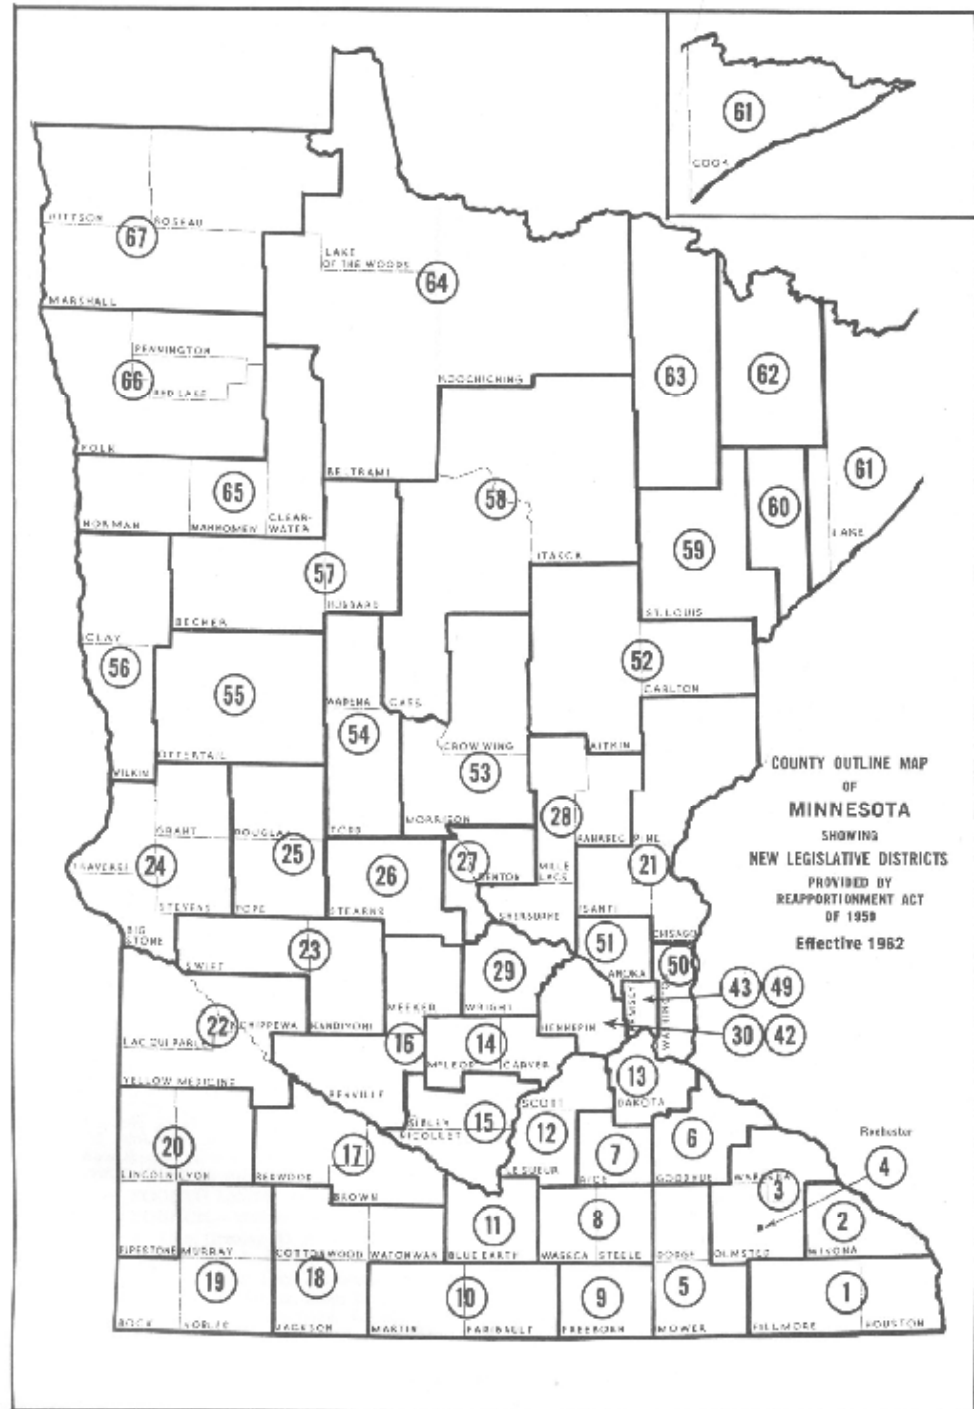 61
COOK
KITTSON
ROSEAU
67
LAKE
OF THE WOODS
64
MARSHALL
PENNINGTON
66
RED LAKE
KOOCHICHING
63
62
POLK
BELTRAMI
65
58
61
60
NORMAN
MAHNOMEN
CLEAR-
WATER
LAKE
59
ITASCA
57
HUBBARD
BECKER
ST. LOUIS
CLAY
56
52
55
WADENA
CASS
CARLTON
54
OTTERTAIL
CROW WING
AITKIN
53
WILKIN
COUNTY OUTLINE MAP
OF
MINNESOTA
SHOWING
NEW LEGISLATIVE DISTRICTS
PROVIDED BY
REAPPORTIONMENT ACT
OF 1959
Effective 1962
GRANT
DOUGLAS
TODD
MORRISON
28
KANABEC
PINE
TRAVERSE
24
25
26
27
BENTON
MILLE
LACS
21
STEVENS
POPE
STEARNS
SHERBURNE
ISANTI
CHISAGO
BIG
STONE
SWIFT
23
51
ANOKA
50
29
MEEKER
WRIGHT
RAMSEY
WASHINGTON
43
49
22
CHIPPEWA
KANDIYOHI
HENNEPIN
30
42
LAC QUI PARLE
16
14
McLEOD
CARVER
YELLOW MEDICINE
RENVILLE
13
DAKOTA
SCOTT
SIBLEY
NICOLLET
15
12
20
17
7
6
Rochester
4
LINCOLN
LYON
REDWOOD
LE SUEUR
RICE
GOODHUE
WABASHA
3
BROWN
11
8
2
PIPESTONE
MURRAY
COTTONWOOD
WATONWAN
BLUE EARTH
WASECA
STEELE
DODGE
OLMSTED
WINONA
19
18
10
9
5
1
ROCK
NOBLES
JACKSON
MARTIN
FARIBAULT
FREEBORN
MOWER
FILLMORE
HOUSTON